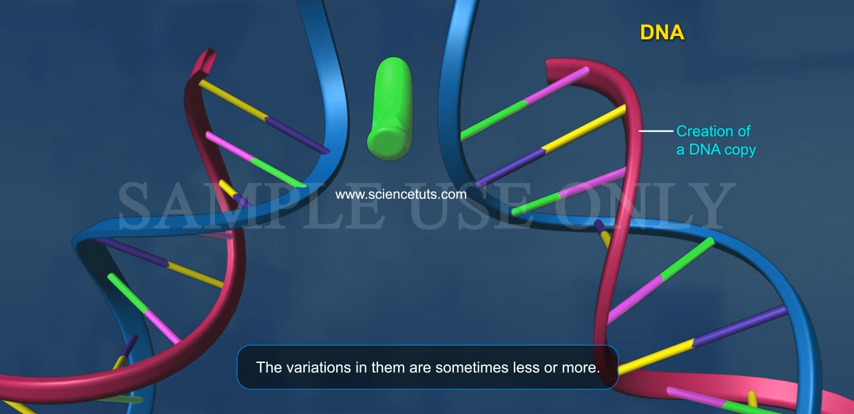 DNA
Creation of
a DNA copy
www.sciencetuts.com
SAMPLE USE ONLY
The variations in them are sometimes less or more.